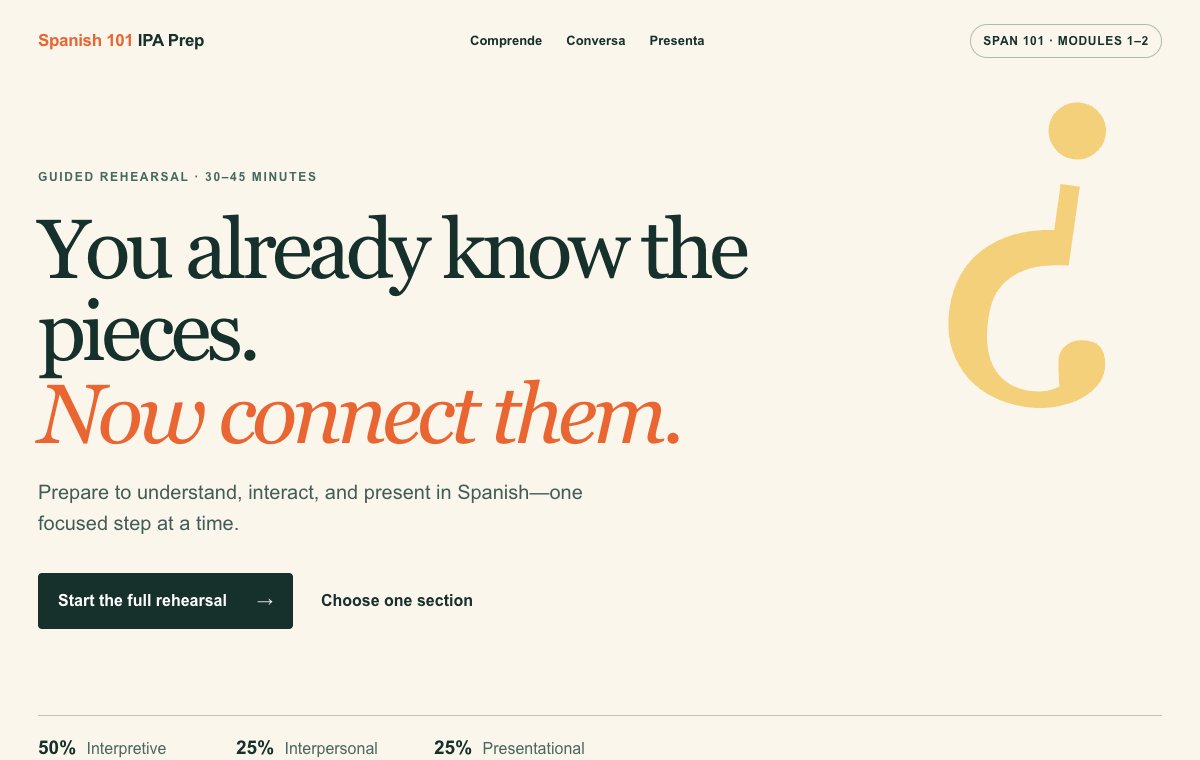 Spanish 101 IPA Prep
Comprende Conversa Presenta
SPAN 101 · MODULES 1–2
¿
GUIDED REHEARSAL · 30–45 MINUTES
You already know the
pieces.
Now connect them.
Prepare to understand, interact, and present in Spanish—one
focused step at a time.
Start the full rehearsal →
Choose one section
50% Interpretive
25% Interpersonal
25% Presentational